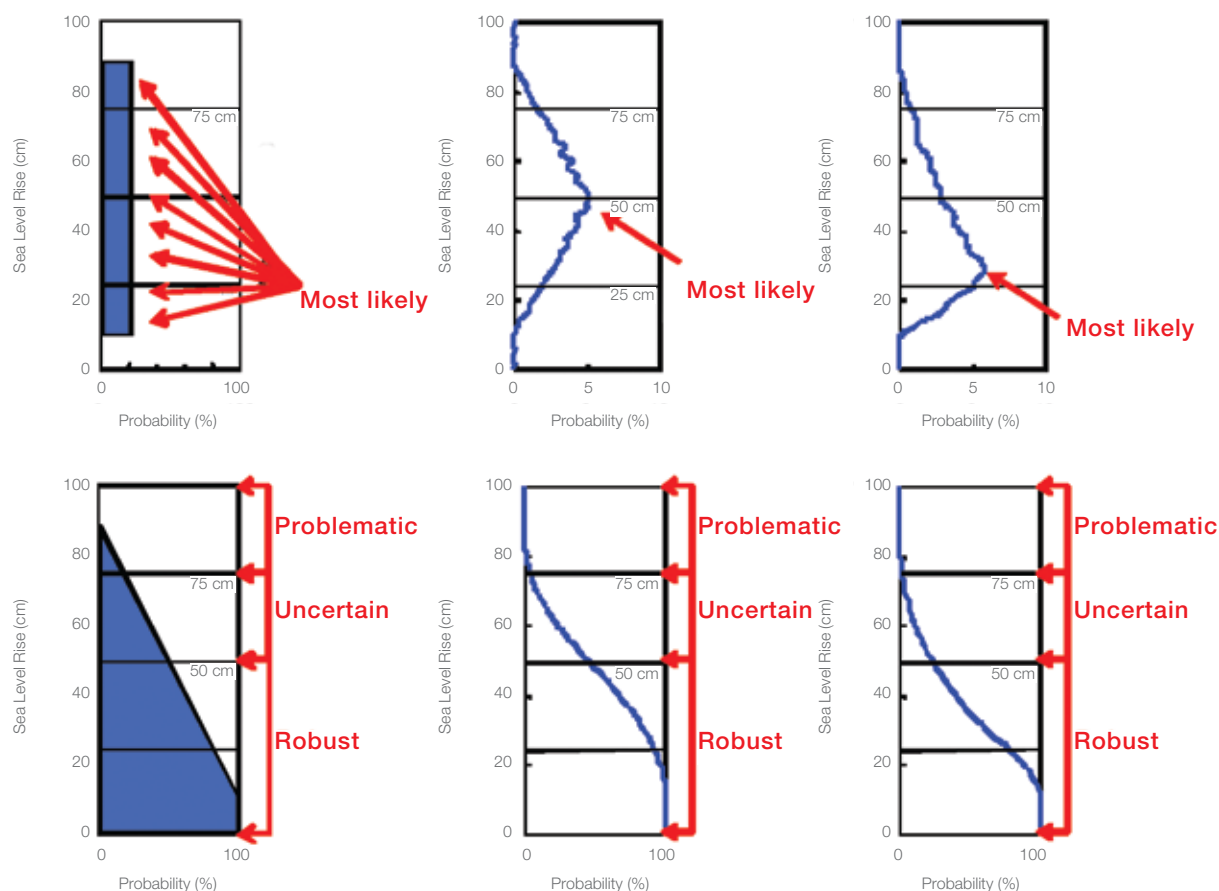 100
80
60
40
20
0
Sea Level Rise (cm)
75 cm
Most likely
0
100
Probability (%)
100
80
60
40
20
0
Sea Level Rise (cm)
75 cm
50 cm
25 cm
Most likely
0
5
10
Probability (%)
100
80
60
40
20
0
Sea Level Rise (cm)
75 cm
50 cm
Most likely
0
5
10
Probability (%)
100
80
60
40
20
0
Sea Level Rise (cm)
75 cm
50 cm
Problematic
Uncertain
Robust
0
100
Probability (%)
100
80
60
40
20
0
Sea Level Rise (cm)
75 cm
50 cm
Problematic
Uncertain
Robust
0
100
Probability (%)
100
80
60
40
20
0
Sea Level Rise (cm)
75 cm
50 cm
Problematic
Uncertain
Robust
0
100
Probability (%)